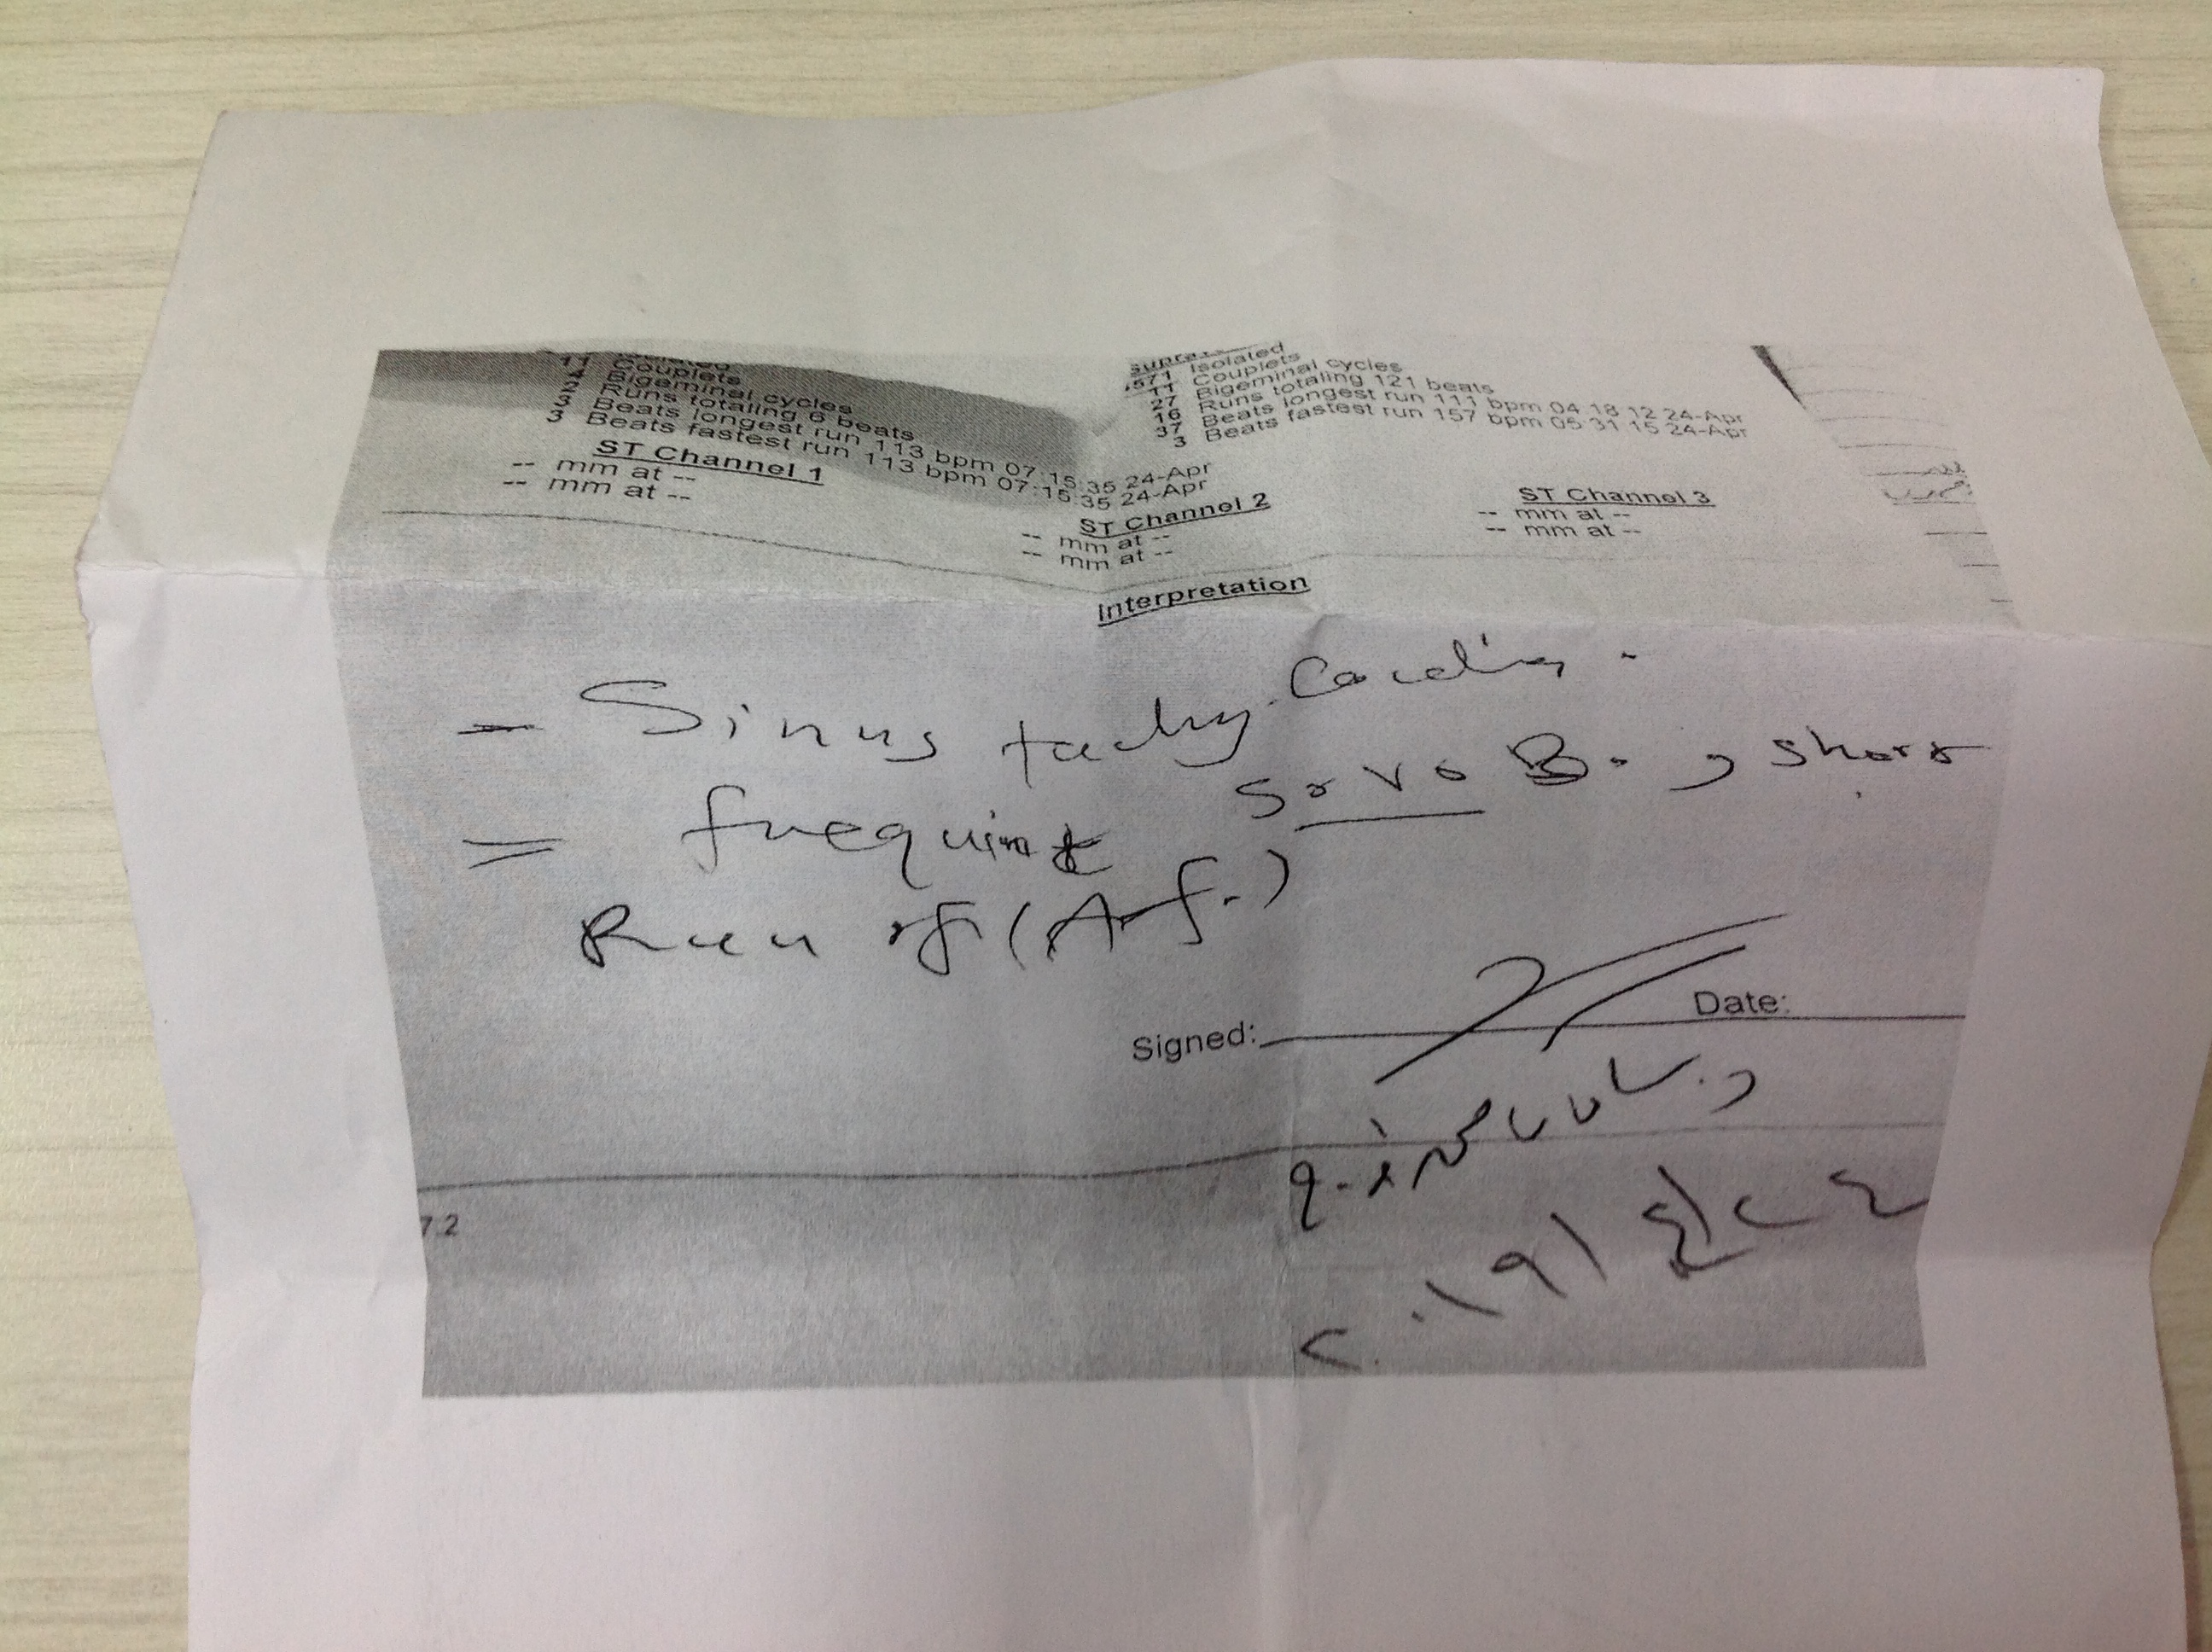 11 Couplets
4 Bigeminal cycles
2 Runs totaling 6 beats
3 Beats longest run 113 bpm 07:15:35 24-Apr
3 Beats fastest run 113 bpm 07:15:35 24-Apr
Isolated
11 Couplets
27 Bigeminal cycles
16 Runs totaling 121 beats
37 Beats longest run 111 bpm 04:18:12 24-Apr
3 Beats fastest run 157 bpm 05:31:15 24-Apr
ST Channel 1
-- mm at --
-- mm at --
ST Channel 2
-- mm at --
-- mm at --
ST Channel 3
-- mm at --
-- mm at --
Interpretation
- Sinus tachy. Cardia.
= frequint B. , short
Run of (A.f.)
Signed:
Date:
7.2